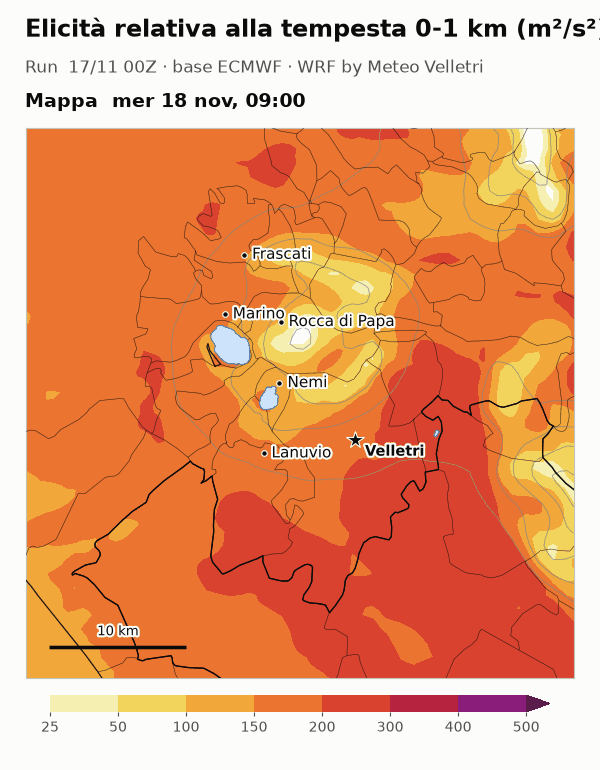 Elicità relativa alla tempesta 0-1 km (m²/s²)
Run  17/11 00Z · base ECMWF · WRF by Meteo Velletri
Mappa  mer 18 nov, 09:00
Frascati
Marino
Rocca di Papa
Nemi
Lanuvio
Velletri
10 km
25 50 100 150 200 300 400 500